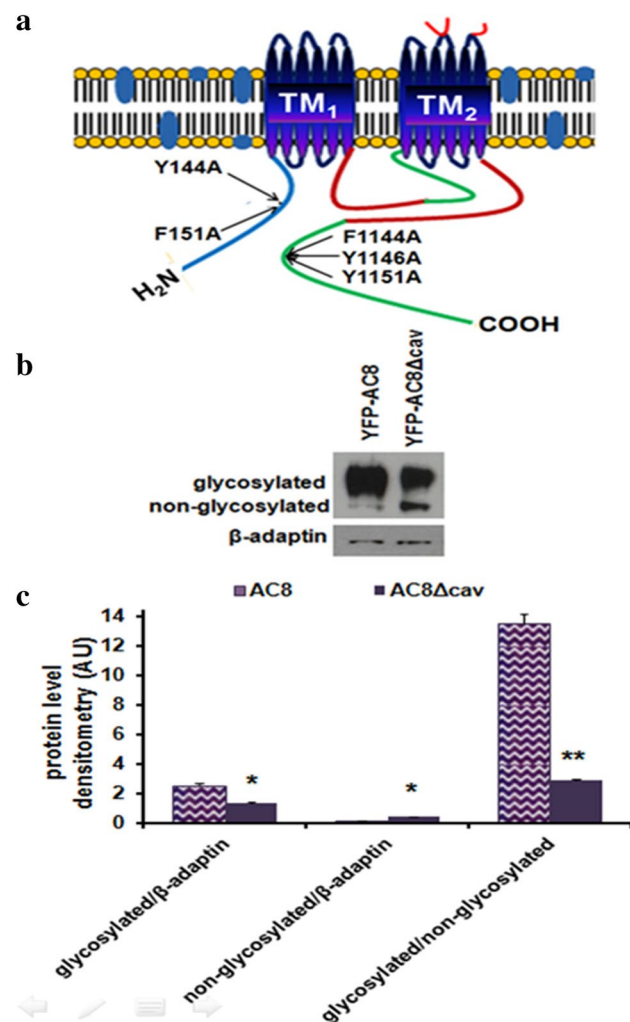 a
TM1
TM2
Y144A
F151A
H2N
F1144A
Y1146A
Y1151A
COOH
b
YFP-AC8
YFP-AC8Δcav
glycosylated
non-glycosylated
β-adaptin
c
AC8
AC8Δcav
protein level
densitometry (AU)
14
12
10
8
6
4
2
0
*
*
**
glycosylated/β-adaptin
non-glycosylated/β-adaptin
glycosylated/non-glycosylated